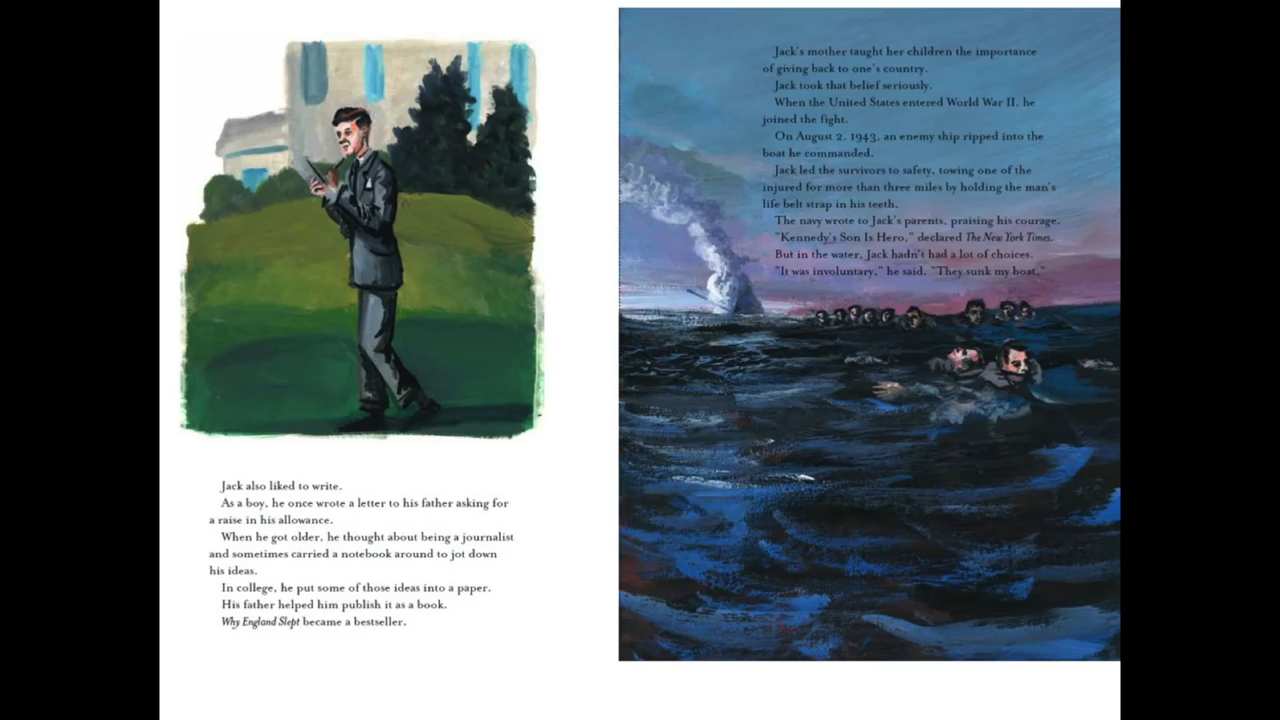 Jack also liked to write.
As a boy, he once wrote a letter to his father asking for
a raise in his allowance.
When he got older, he thought about being a journalist
and sometimes carried a notebook around to jot down
his ideas.
In college, he put some of those ideas into a paper.
His father helped him publish it as a book.
Why England Slept became a bestseller.
Jack's mother taught her children the importance
of giving back to one's country.
Jack took that belief seriously.
When the United States entered World War II, he
joined the fight.
On August 2, 1943, an enemy ship ripped into the
boat he commanded.
Jack led the survivors to safety, towing one of the
injured for more than three miles by holding the man's
life belt strap in his teeth.
The navy wrote to Jack's parents, praising his courage.
"Kennedy's Son Is Hero," declared The New York Times.
But in the water, Jack hadn't had a lot of choices.
"It was involuntary," he said. "They sunk my boat."